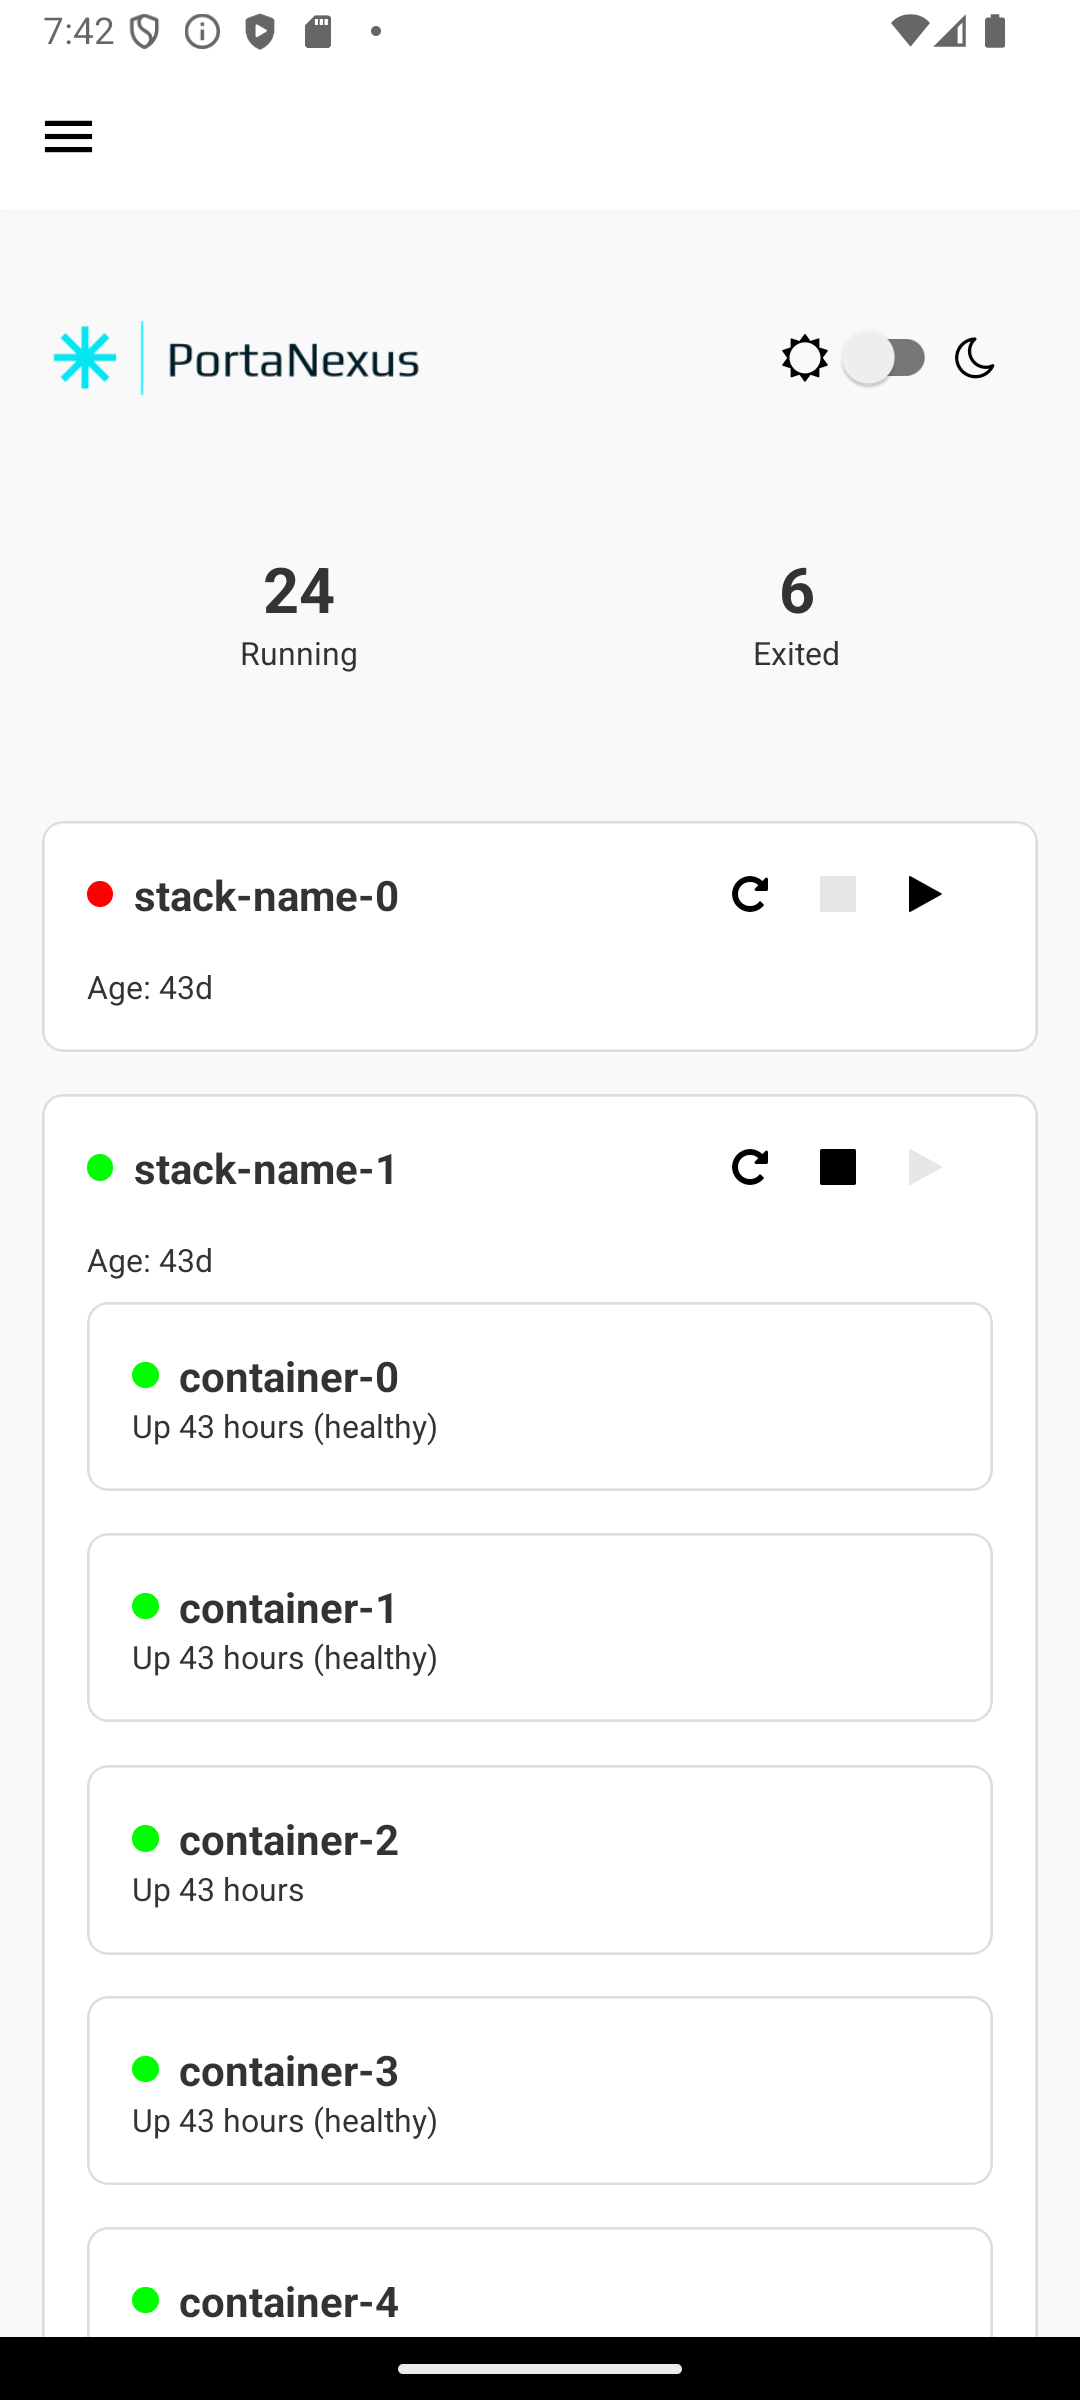 7:42
PortaNexus
24
Running
6
Exited
stack-name-0
Age: 43d
stack-name-1
Age: 43d
container-0
Up 43 hours (healthy)
container-1
Up 43 hours (healthy)
container-2
Up 43 hours
container-3
Up 43 hours (healthy)
container-4